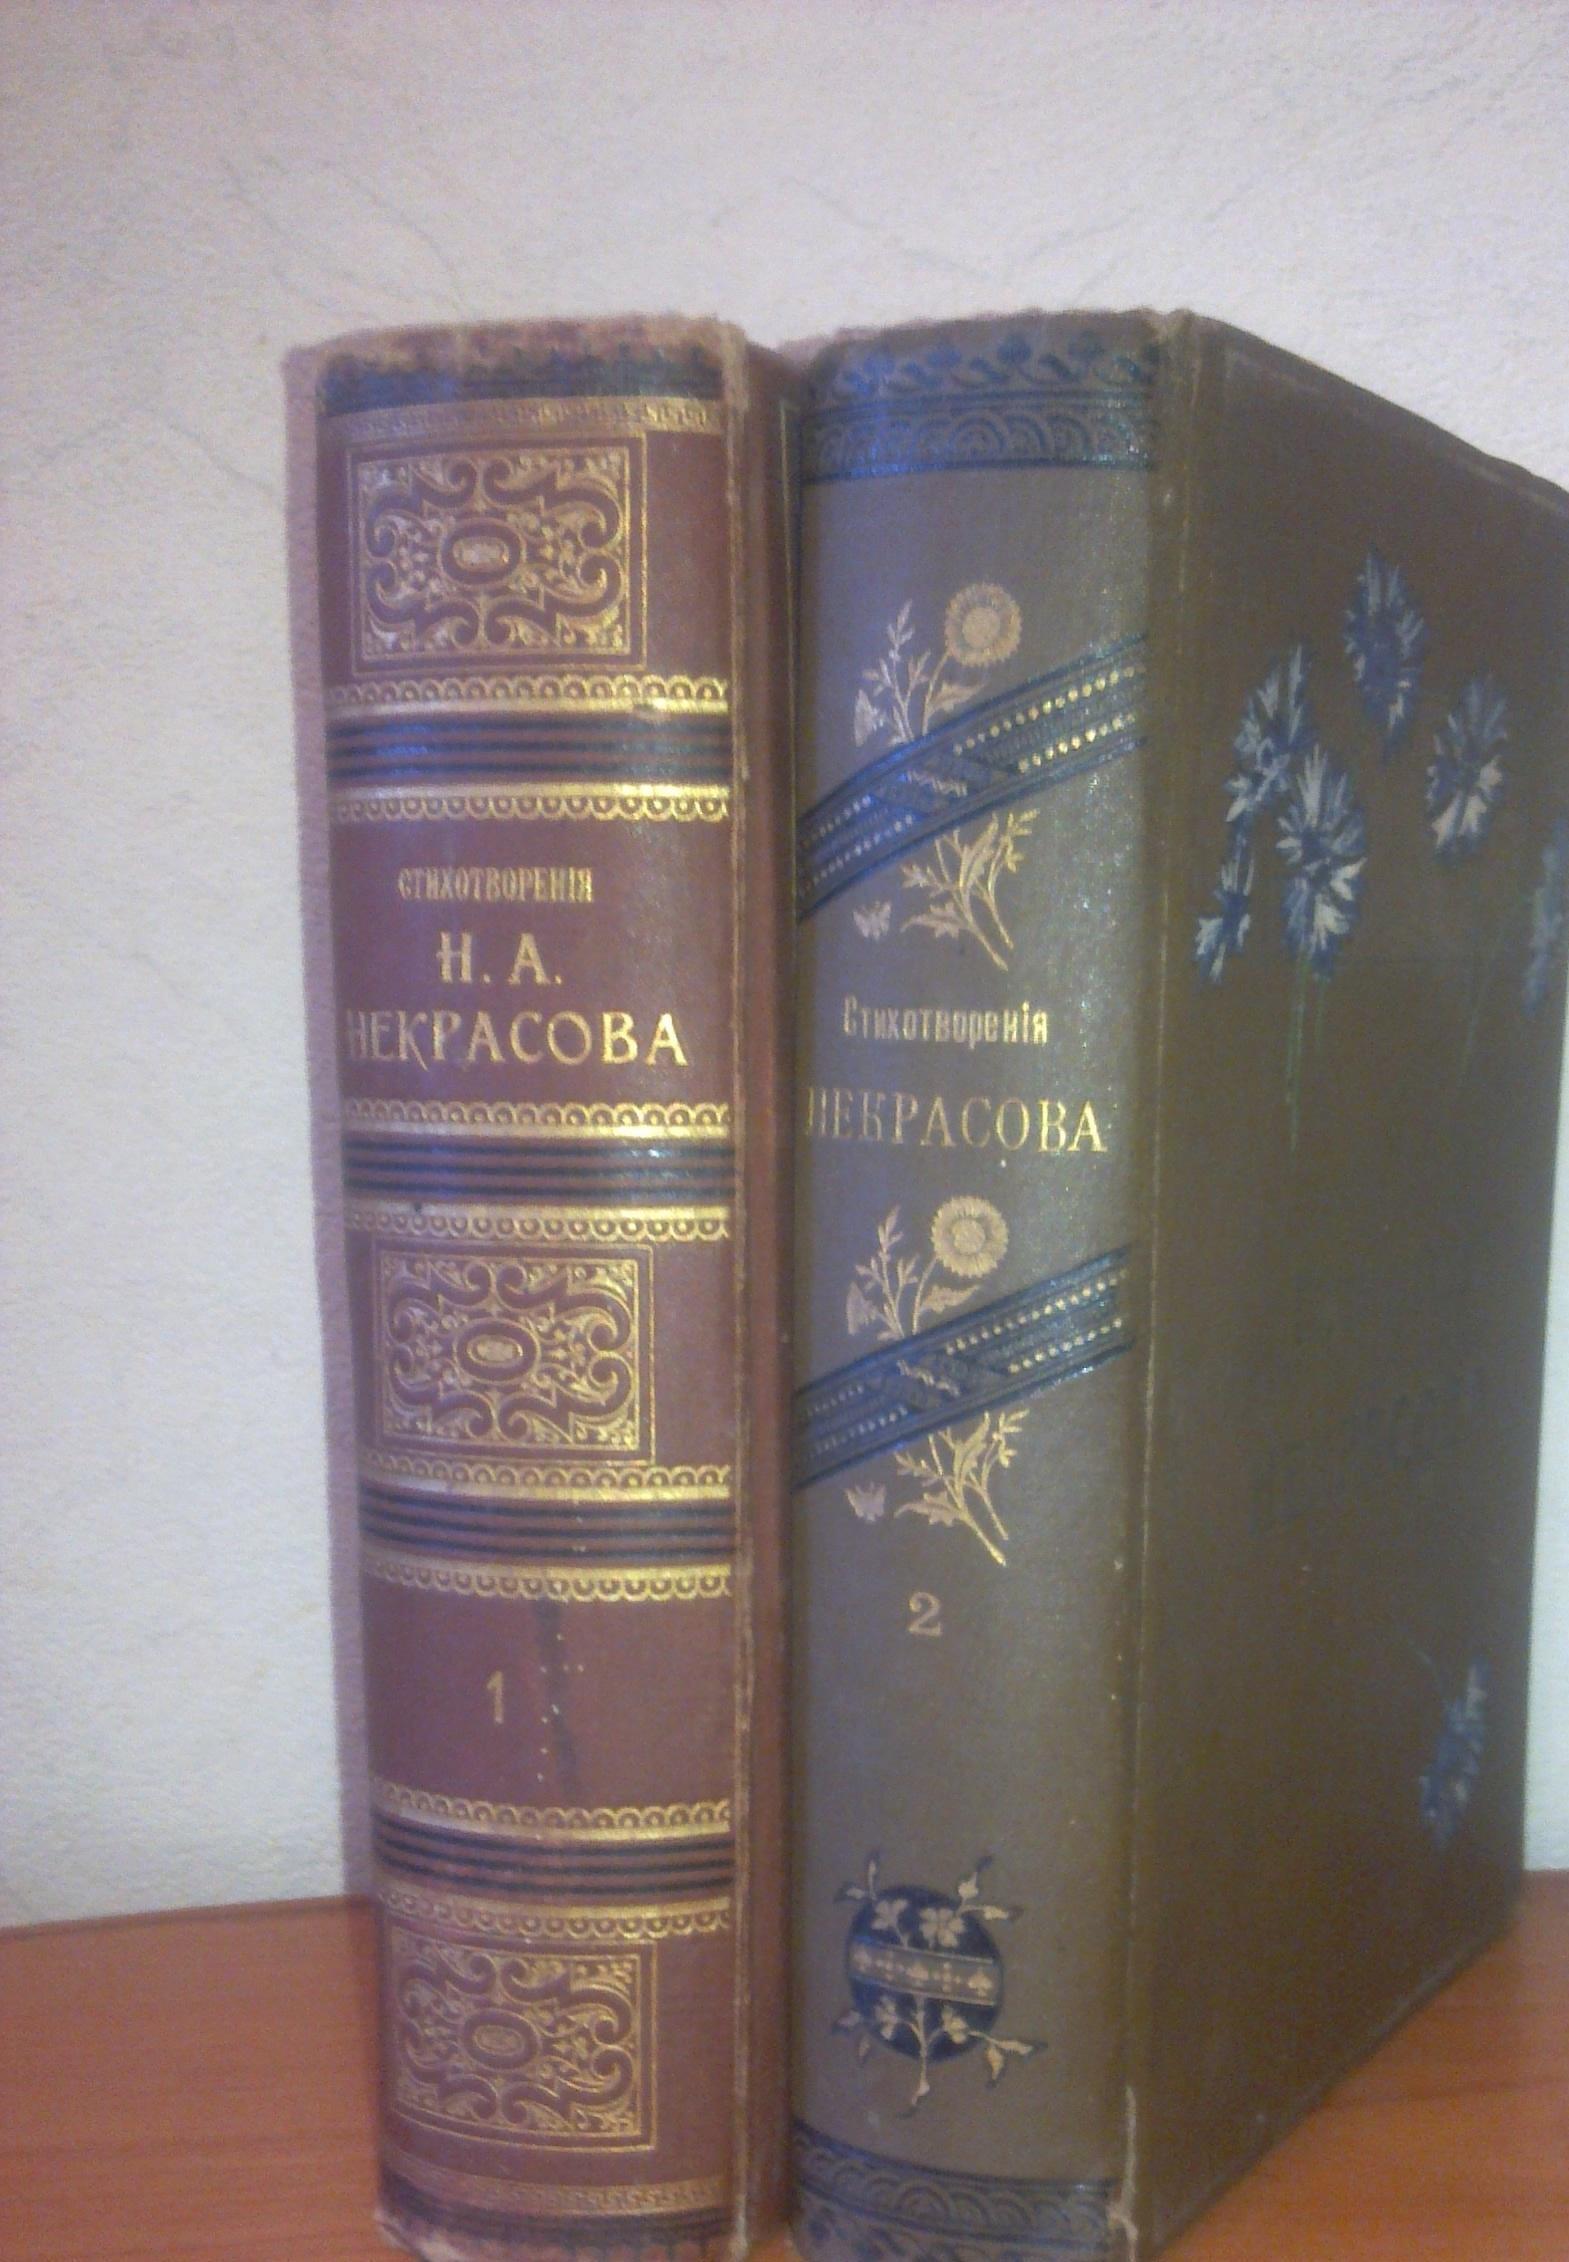 СТИХОТВОРЕНІЯ
Н. А.
НЕКРАСОВА
1
Стихотворенія
НЕКРАСОВА
2